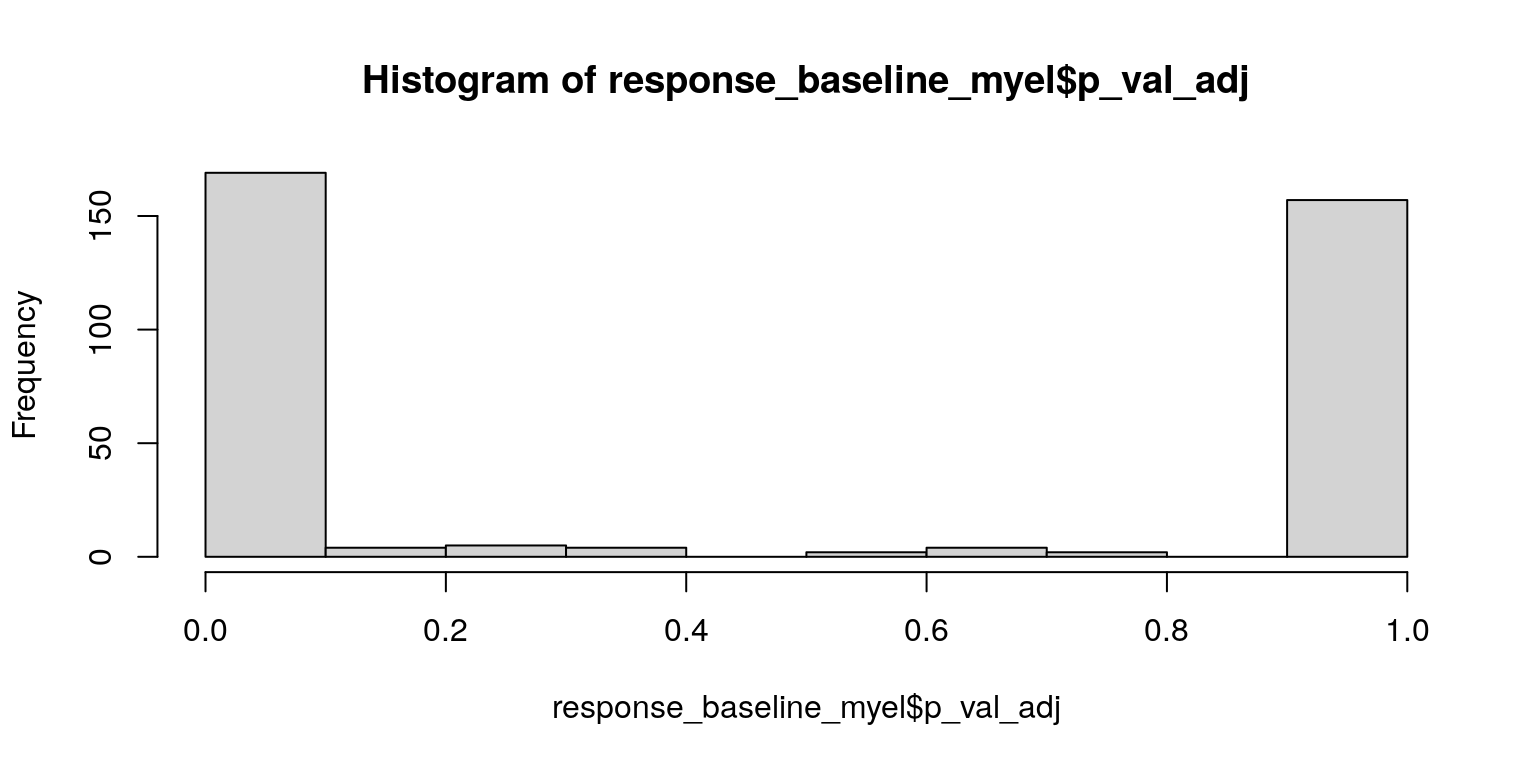 Histogram of response_baseline_myel$p_val_adj
Frequency
150
100
50
0
0.0 0.2 0.4 0.6 0.8 1.0
response_baseline_myel$p_val_adj